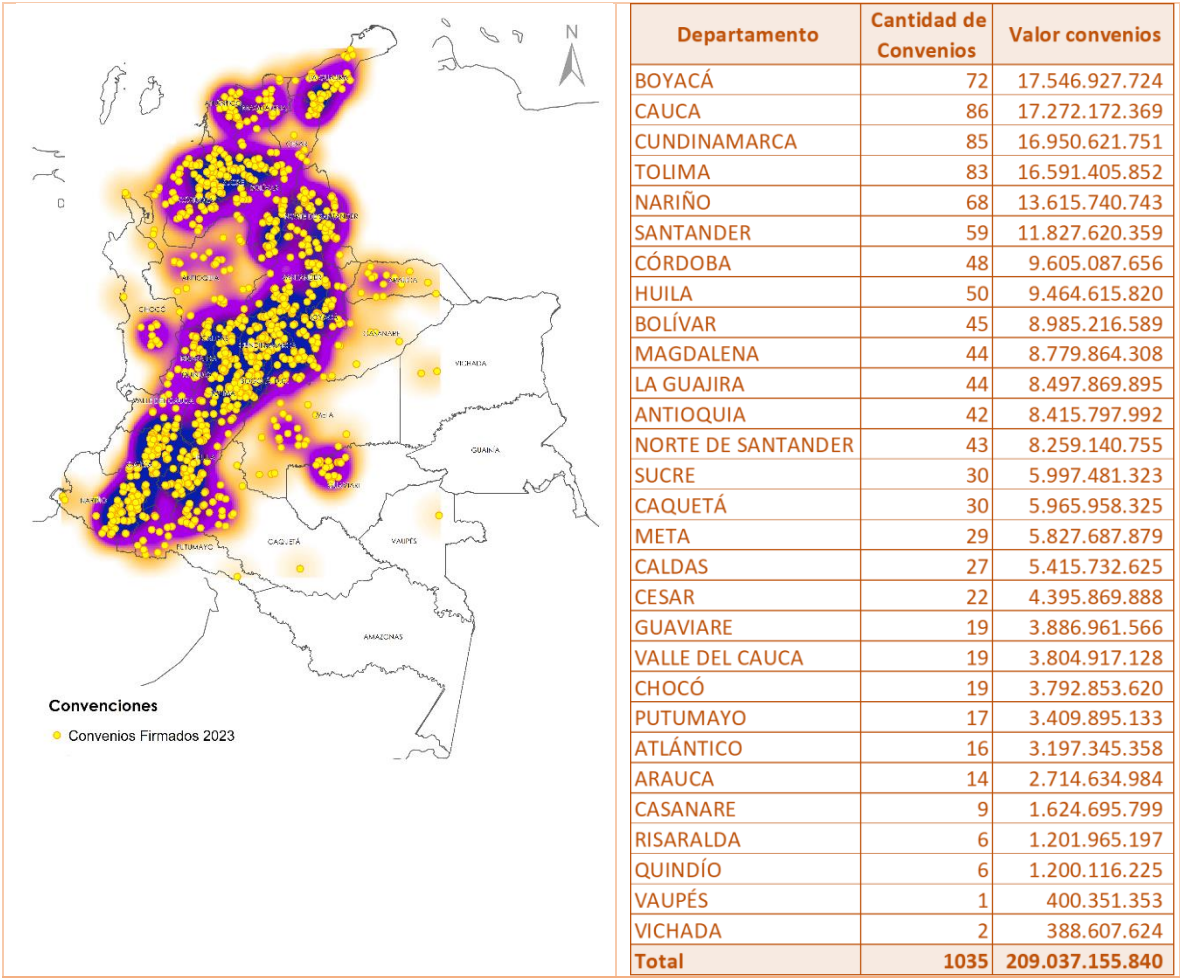 N
CHOCÓ
ANTIOQUIA
CASANARE
VICHADA
META
GUAINÍA
NARIÑO
PUTUMAYO
CAQUETÁ
VAUPÉS
AMAZONAS
Convenciones
Convenios Firmados 2023
Departamento Cantidad de Convenios Valor convenios
BOYACÁ 72 17.546.927.724
CAUCA 86 17.272.172.369
CUNDINAMARCA 85 16.950.621.751
TOLIMA 83 16.591.405.852
NARIÑO 68 13.615.740.743
SANTANDER 59 11.827.620.359
CÓRDOBA 48 9.605.087.656
HUILA 50 9.464.615.820
BOLÍVAR 45 8.985.216.589
MAGDALENA 44 8.779.864.308
LA GUAJIRA 44 8.497.869.895
ANTIOQUIA 42 8.415.797.992
NORTE DE SANTANDER 43 8.259.140.755
SUCRE 30 5.997.481.323
CAQUETÁ 30 5.965.958.325
META 29 5.827.687.879
CALDAS 27 5.415.732.625
CESAR 22 4.395.869.888
GUAVIARE 19 3.886.961.566
VALLE DEL CAUCA 19 3.804.917.128
CHOCÓ 19 3.792.853.620
PUTUMAYO 17 3.409.895.133
ATLÁNTICO 16 3.197.345.358
ARAUCA 14 2.714.634.984
CASANARE 9 1.624.695.799
RISARALDA 6 1.201.965.197
QUINDÍO 6 1.200.116.225
VAUPÉS 1 400.351.353
VICHADA 2 388.607.624
Total 1035 209.037.155.840